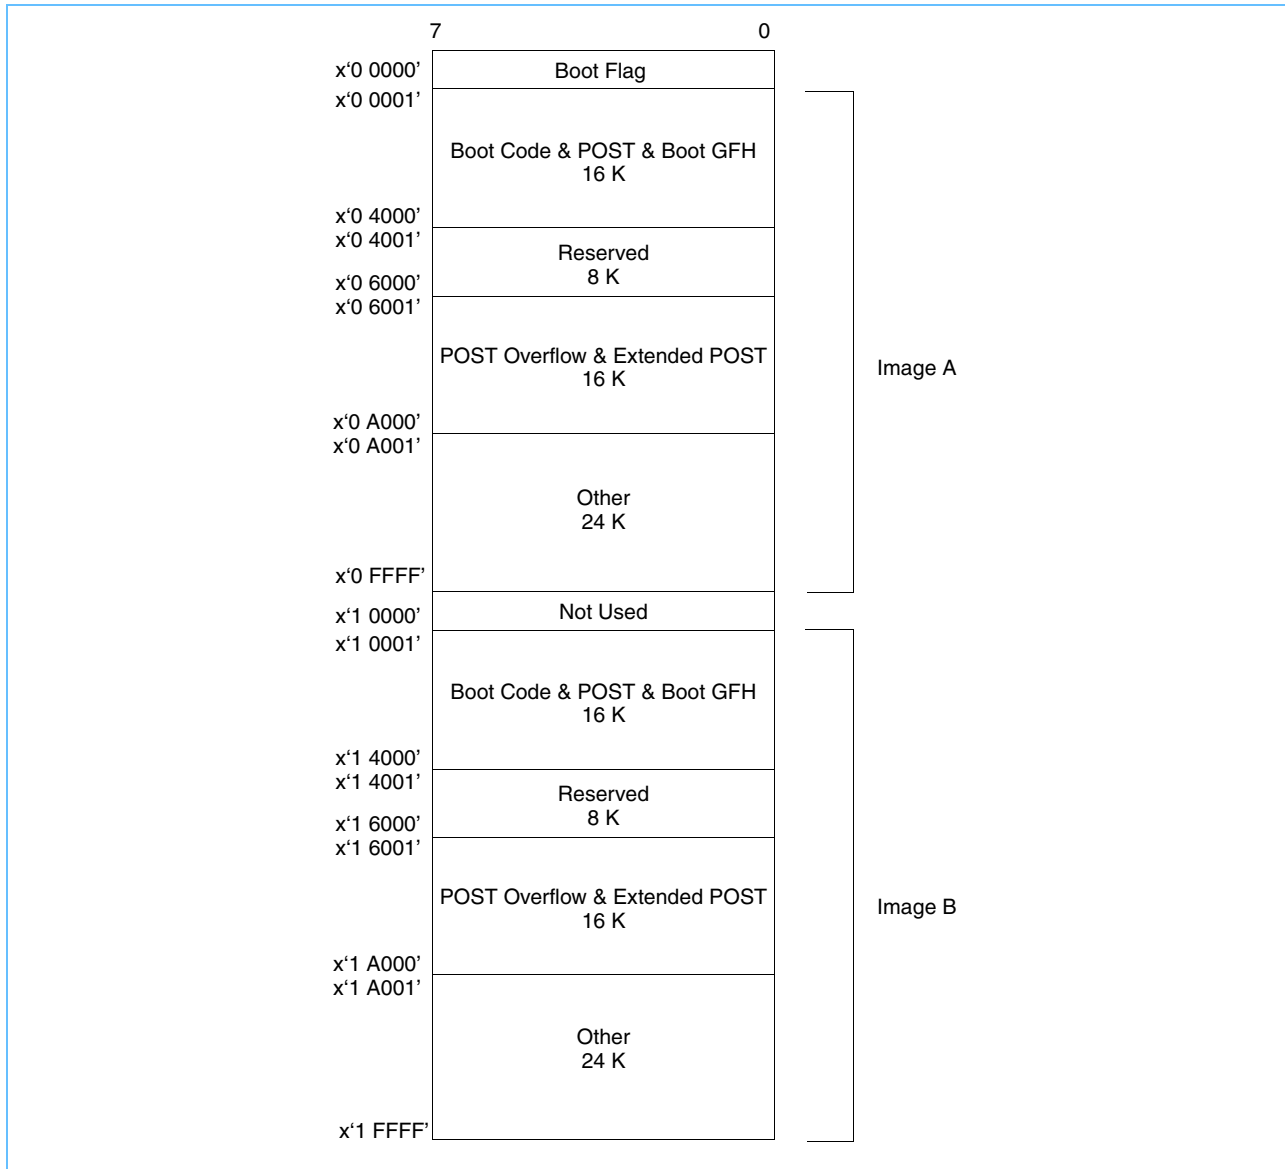 7 0
x‘0 0000’ Boot Flag
x‘0 0001’
Boot Code & POST & Boot GFH
16 K
x‘0 4000’
x‘0 4001’
Reserved
8 K
x‘0 6000’
x‘0 6001’
POST Overflow & Extended POST
16 K
Image A
x‘0 A000’
x‘0 A001’
Other
24 K
x‘0 FFFF’
x‘1 0000’ Not Used
x‘1 0001’
Boot Code & POST & Boot GFH
16 K
x‘1 4000’
x‘1 4001’
Reserved
8 K
x‘1 6000’
x‘1 6001’
POST Overflow & Extended POST
16 K
Image B
x‘1 A000’
x‘1 A001’
Other
24 K
x‘1 FFFF’